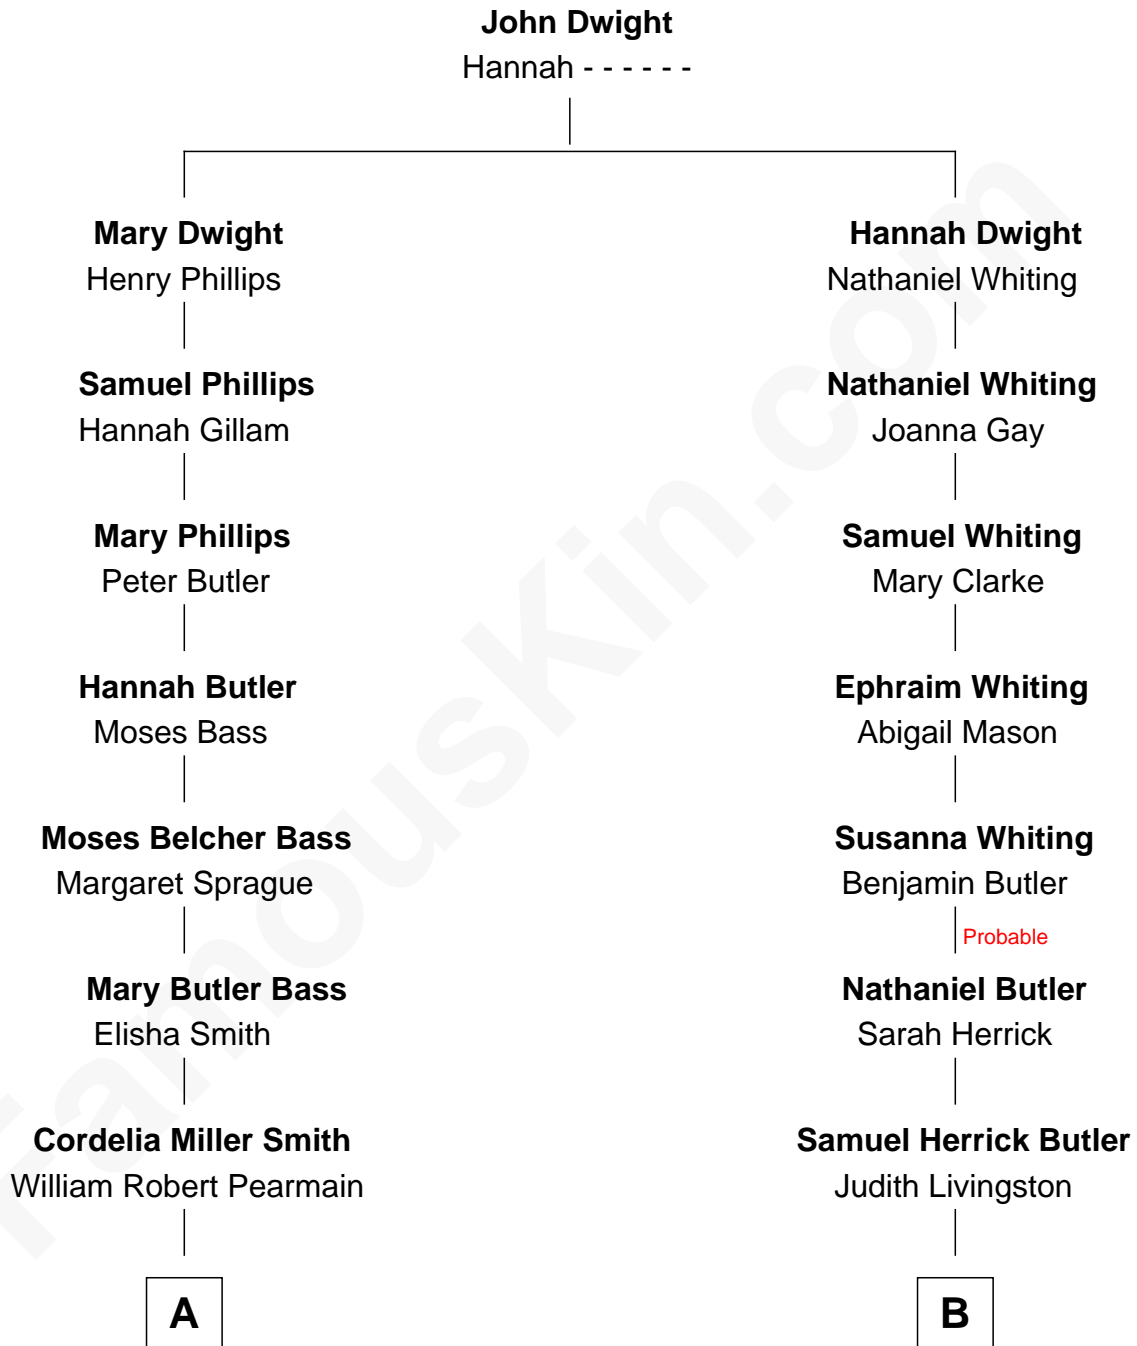 John Dwight
Hannah - - - - - -
Mary Dwight
Henry Phillips
Hannah Dwight
Nathaniel Whiting
Samuel Phillips
Hannah Gillam
Nathaniel Whiting
Joanna Gay
Mary Phillips
Peter Butler
Samuel Whiting
Mary Clarke
Hannah Butler
Moses Bass
Ephraim Whiting
Abigail Mason
Moses Belcher Bass
Margaret Sprague
Susanna Whiting
Benjamin Butler
Probable
Mary Butler Bass
Elisha Smith
Nathaniel Butler
Sarah Herrick
Cordelia Miller Smith
William Robert Pearmain
Samuel Herrick Butler
Judith Livingston
A
B
FamousKin.com